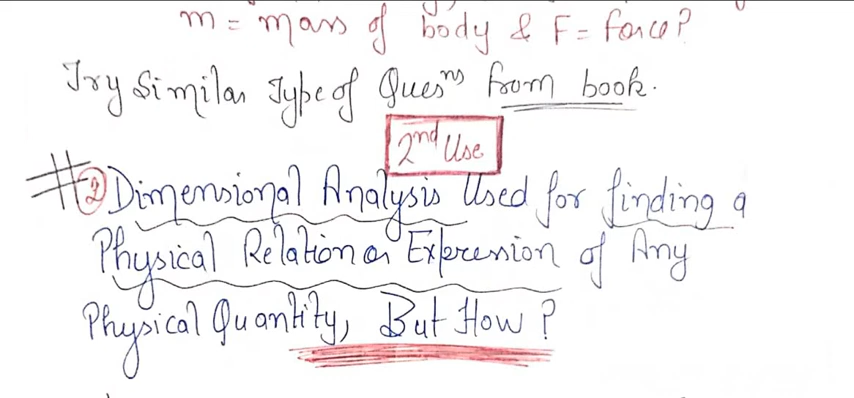 m = mass of body & F = force?
Try Similar Type of Quesns from book.
2nd Use
# 2 Dimensional Analysis Used for finding a
Physical Relation or Expression of Any
Physical Quantity, But How?